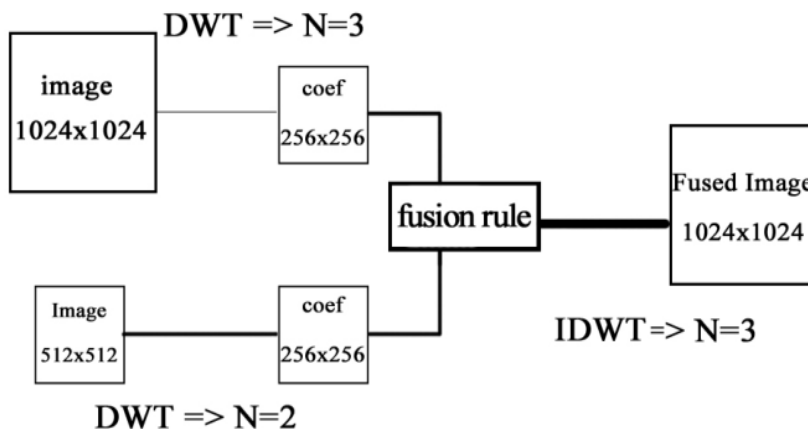 DWT => N=3
image
1024x1024
coef
256x256
fusion rule
Fused Image
1024x1024
Image
512x512
coef
256x256
IDWT => N=3
DWT => N=2